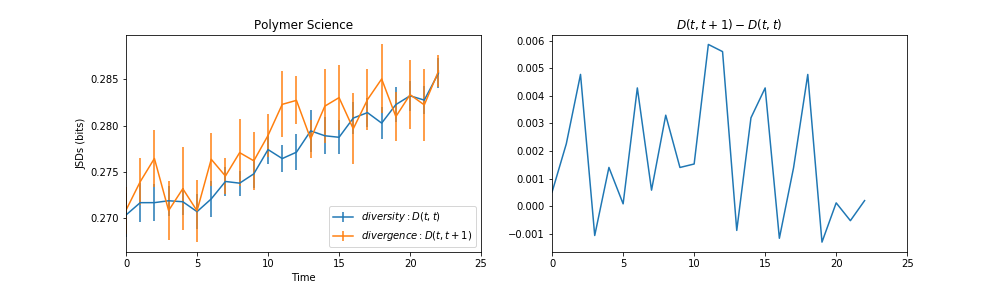 Polymer Science
JSDs (bits)
0.285
0.280
0.275
0.270
0 5 10 15 20 25
Time
diversity : D(t, t)
divergence : D(t, t + 1)
D(t, t + 1) − D(t, t)
0.006
0.005
0.004
0.003
0.002
0.001
0.000
−0.001
0 5 10 15 20 25